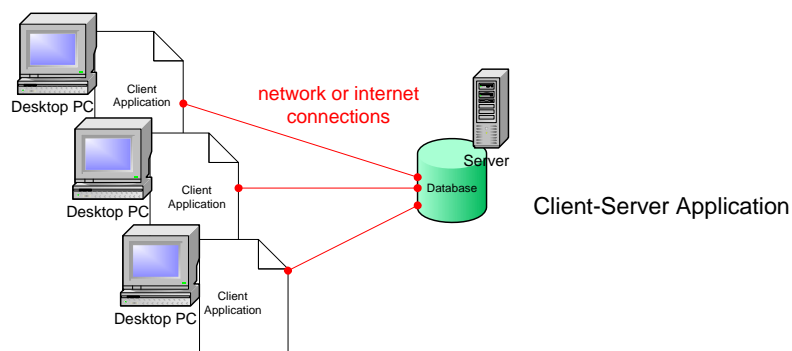 Client
Application
Desktop PC
network or internet
connections
Server
Client
Application
Desktop PC
Database
Client-Server Application
Client
Application
Desktop PC